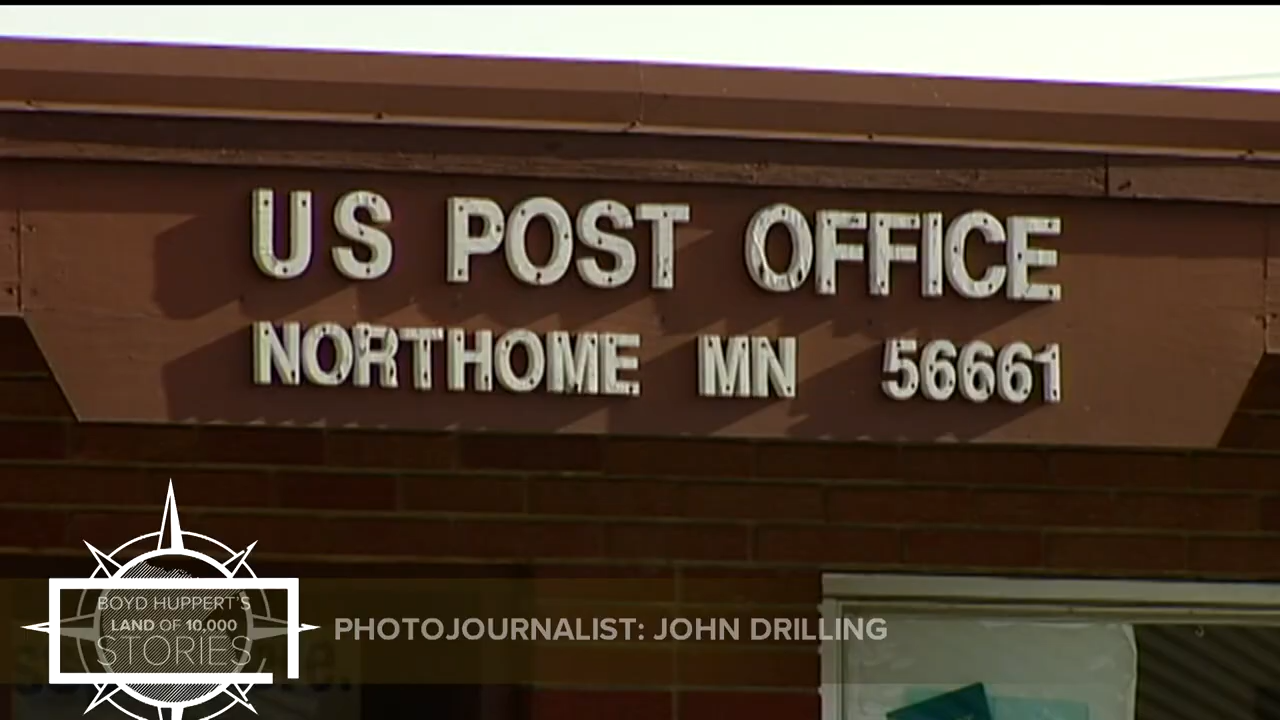 US POST OFFICE
NORTHOME MN 56661
BOYD HUPPERT'S
LAND OF 10,000
STORIES
PHOTOJOURNALIST: JOHN DRILLING